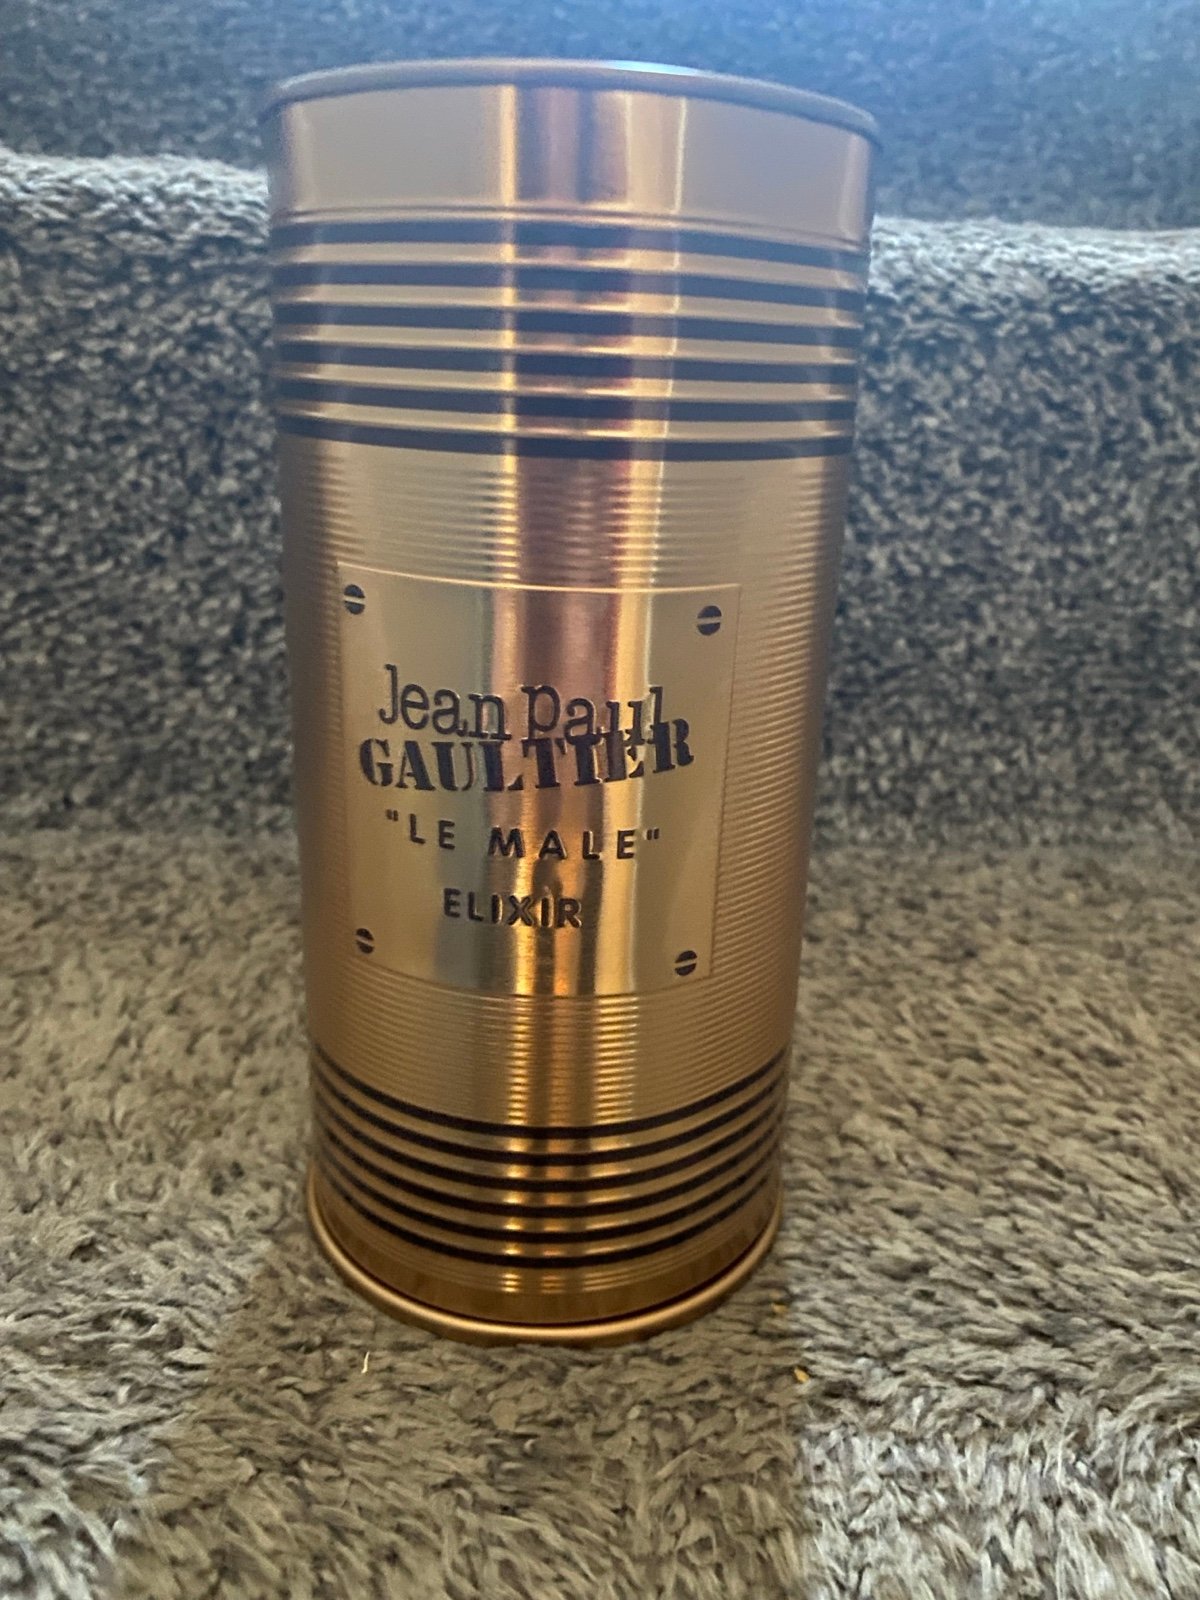 Jean Paul
GAULTIER
"LE MALE"
ELIXIR